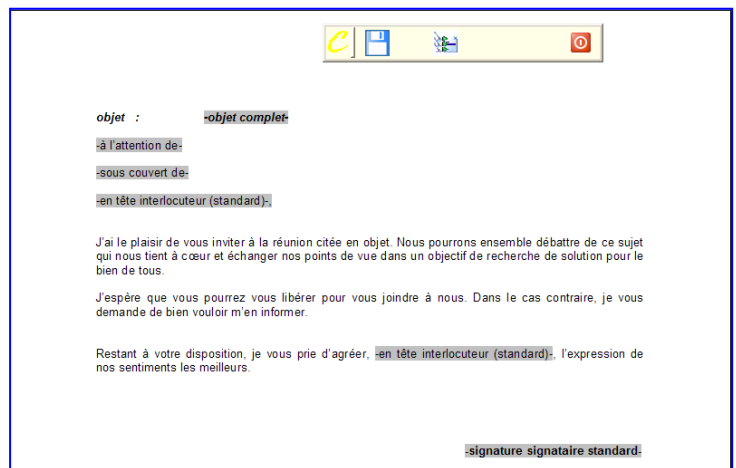 C
objet : -objet complet-
-à l'attention de-
-sous couvert de-
-en tête interlocuteur (standard)-,
J'ai le plaisir de vous inviter à la réunion citée en objet. Nous pourrons ensemble débattre de ce sujet
qui nous tient à cœur et échanger nos points de vue dans un objectif de recherche de solution pour le
bien de tous.
J'espère que vous pourrez vous libérer pour vous joindre à nous. Dans le cas contraire, je vous
demande de bien vouloir m'en informer.
Restant à votre disposition, je vous prie d'agréer, -en tête interlocuteur (standard)-, l'expression de
nos sentiments les meilleurs.
-signature signataire standard-